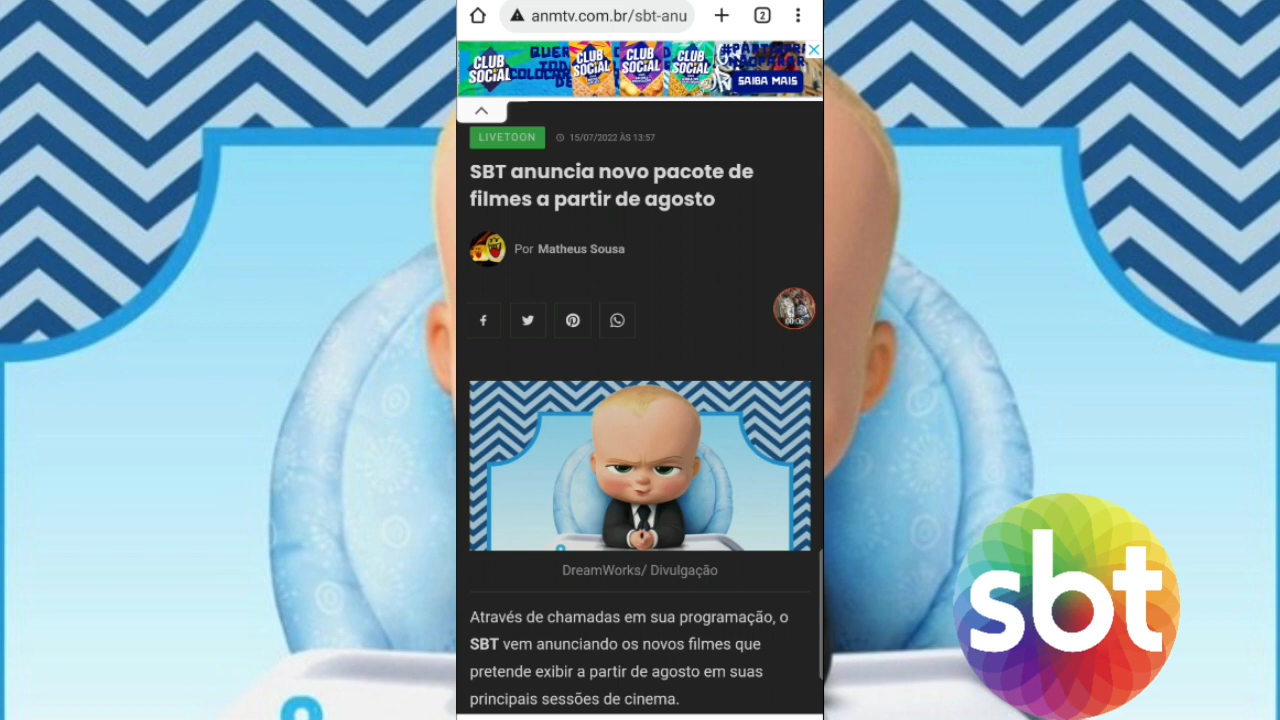 anmtv.com.br/sbt-anu
2
CLUB SOCIAL
CLUB SOCIAL
CLUB SOCIAL
CLUB SOCIAL
SAIBA MAIS
LIVETOON
15/07/2022 ÀS 13:57
SBT anuncia novo pacote de
filmes a partir de agosto
Por Matheus Sousa
00:06
DreamWorks/ Divulgação
Através de chamadas em sua programação, o
SBT vem anunciando os novos filmes que
pretende exibir a partir de agosto em suas
principais sessões de cinema.
sbt